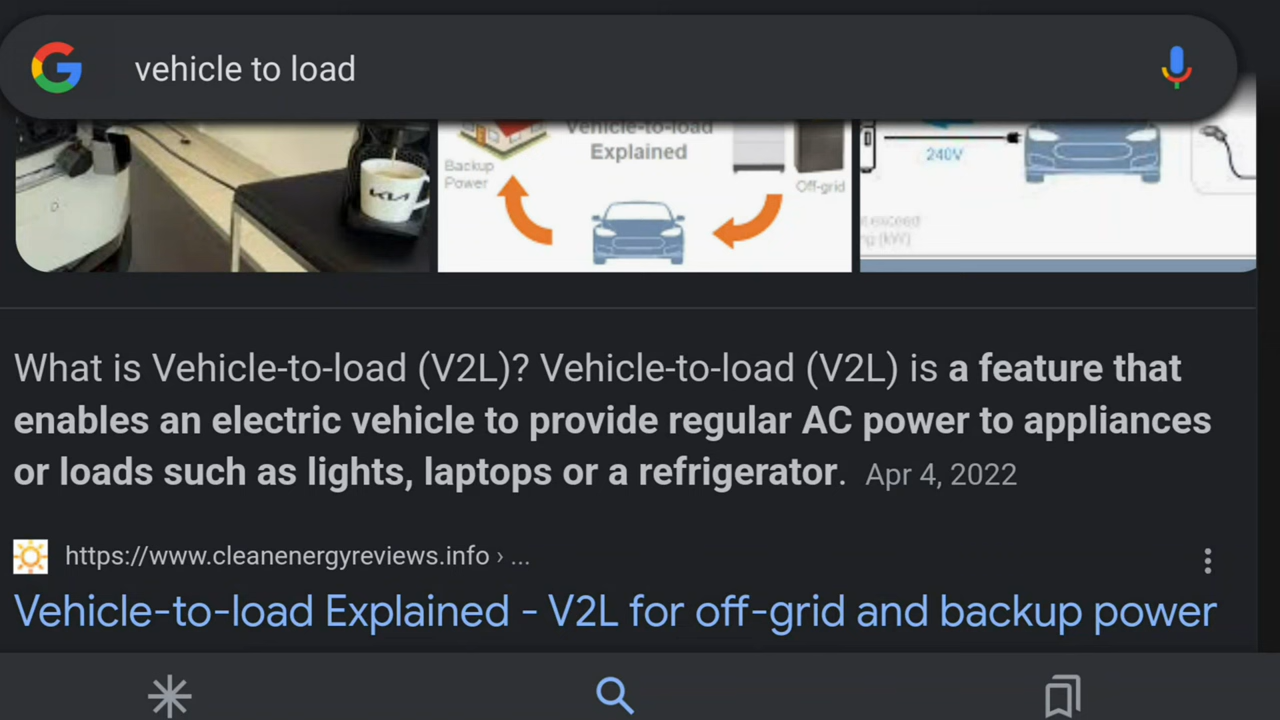 vehicle to load
KIA
Vehicle-to-load
Explained
Backup
Power
Off-grid
240V
exceed
(kW)
What is Vehicle-to-load (V2L)? Vehicle-to-load (V2L) is a feature that
enables an electric vehicle to provide regular AC power to appliances
or loads such as lights, laptops or a refrigerator. Apr 4, 2022
https://www.cleanenergyreviews.info › ...
Vehicle-to-load Explained - V2L for off-grid and backup power